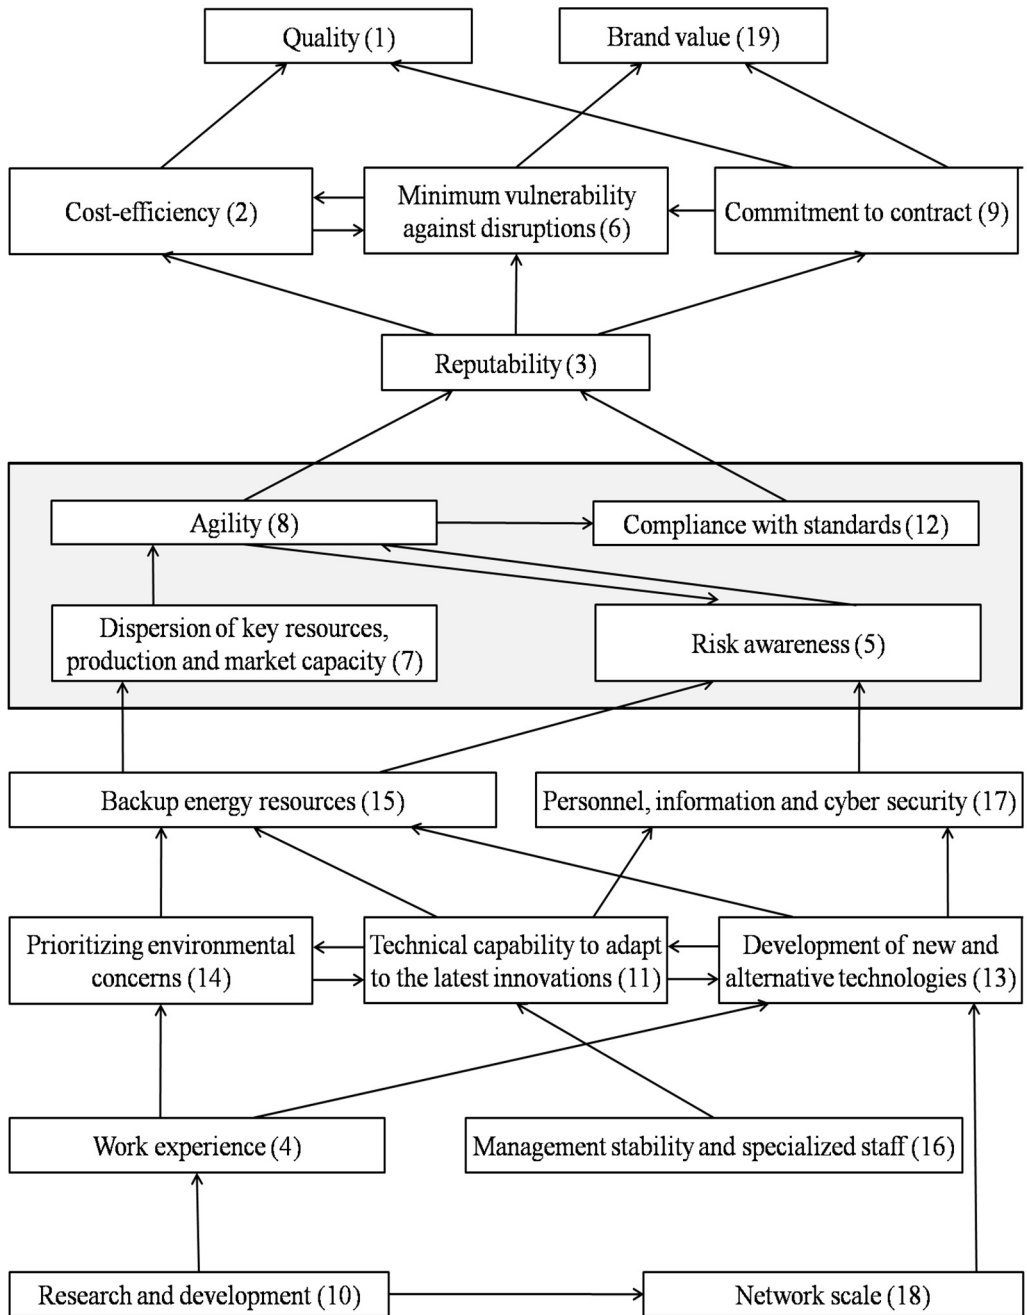 Quality (1)
Brand value (19)
Cost-efficiency (2)
Minimum vulnerability
against disruptions (6)
Commitment to contract (9)
Reputability (3)
Agility (8)
Compliance with standards (12)
Dispersion of key resources,
production and market capacity (7)
Risk awareness (5)
Backup energy resources (15)
Personnel, information and cyber security (17)
Prioritizing environmental
concerns (14)
Technical capability to adapt
to the latest innovations (11)
Development of new and
alternative technologies (13)
Work experience (4)
Management stability and specialized staff (16)
Research and development (10)
Network scale (18)